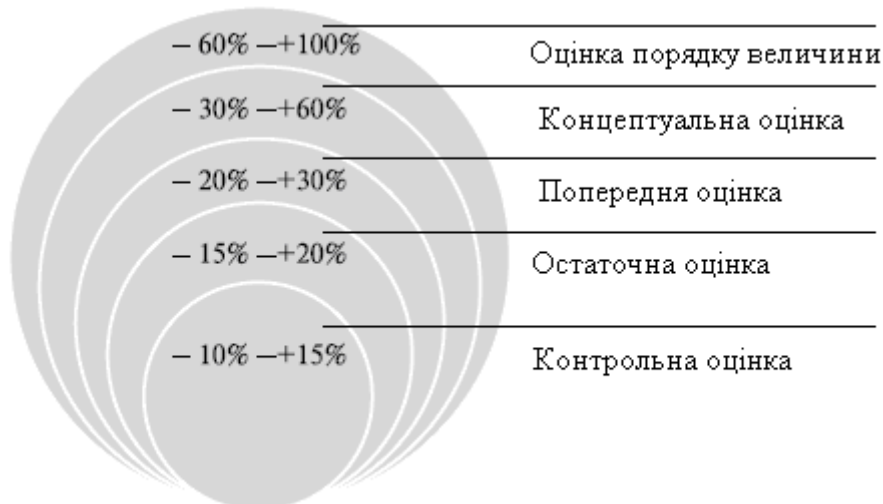 – 60% –+100%
Оцінка порядку величини
– 30% –+60%
Концептуальна оцінка
– 20% –+30%
Попередня оцінка
– 15% –+20%
Остаточна оцінка
– 10% –+15%
Контрольна оцінка